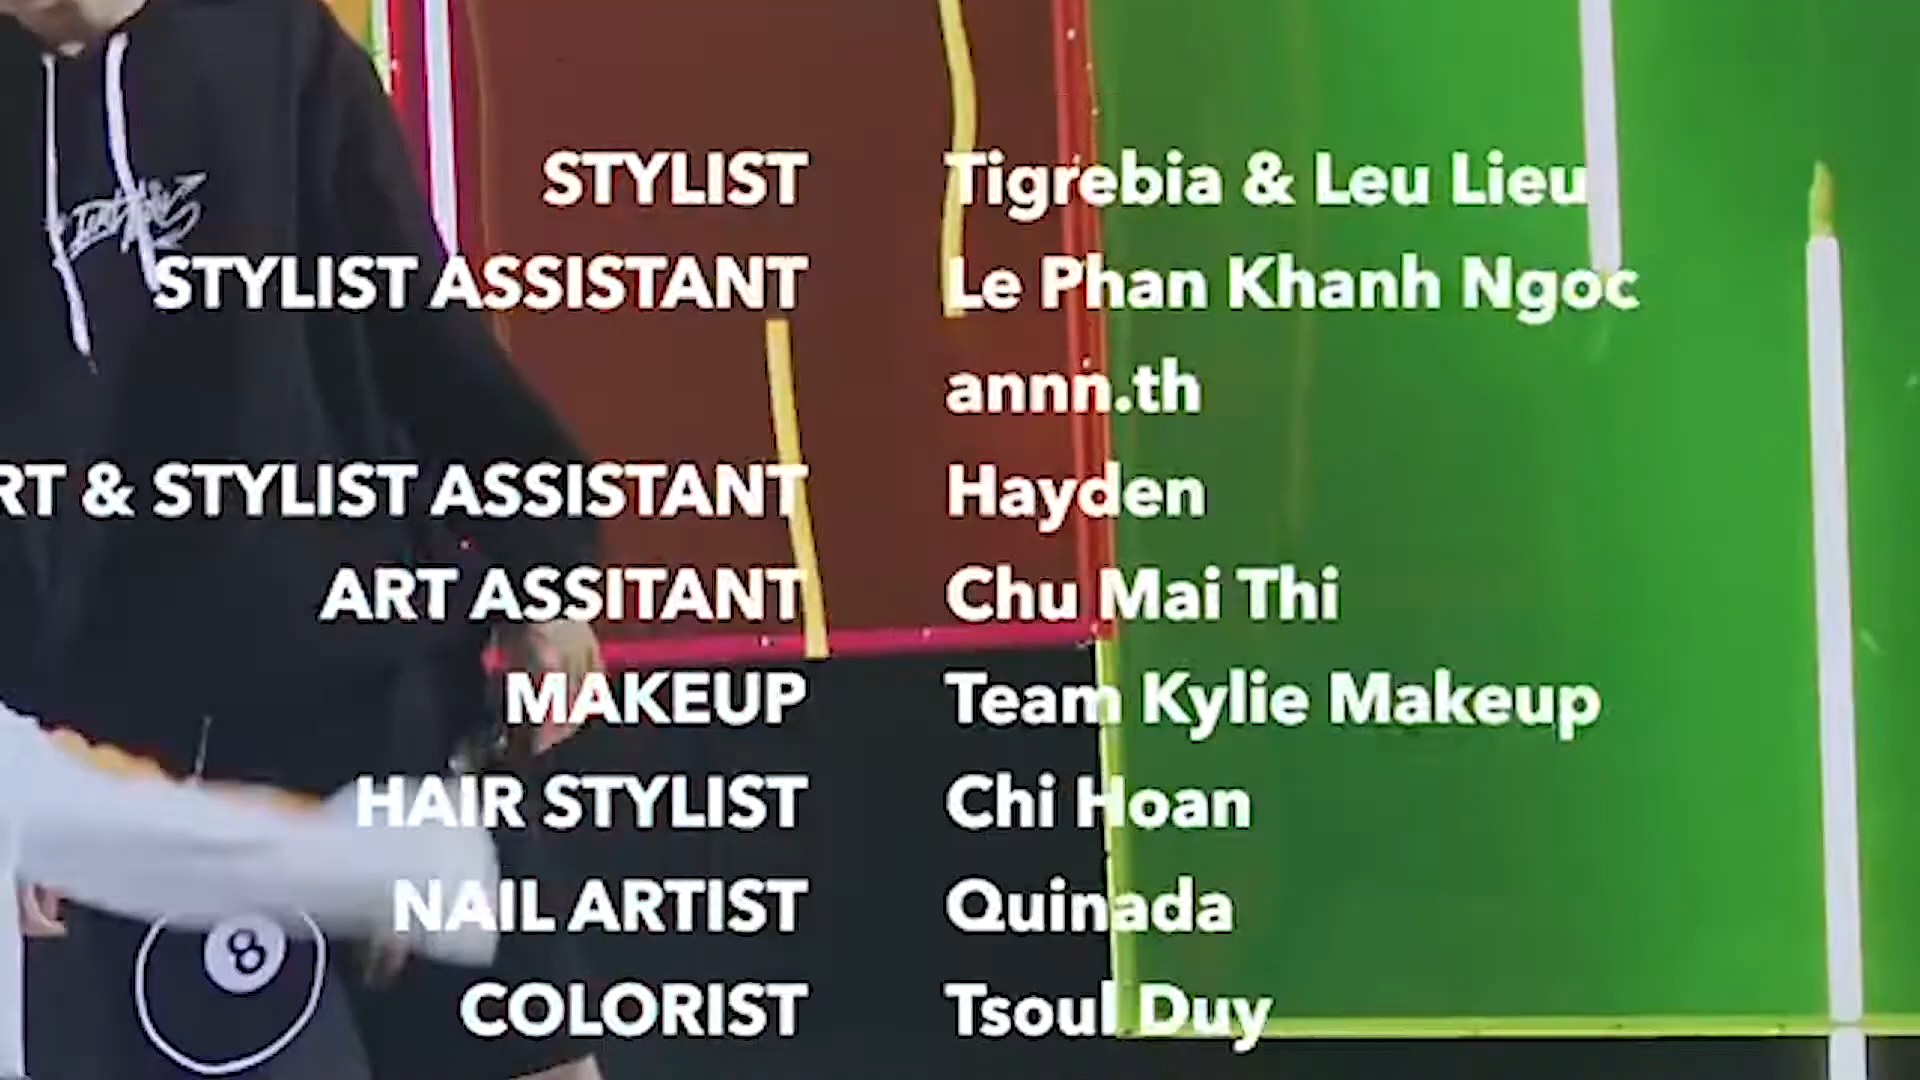 STYLIST Tigrebia & Leu Lieu
STYLIST ASSISTANT Le Phan Khanh Ngoc
annn.th
RT & STYLIST ASSISTANT Hayden
ART ASSITANT Chu Mai Thi
MAKEUP Team Kylie Makeup
HAIR STYLIST Chi Hoan
NAIL ARTIST Quinada
COLORIST Tsoul Duy
8